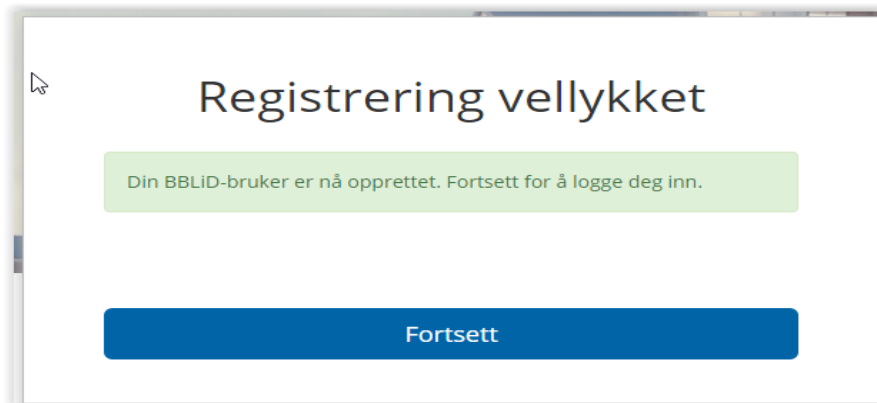 Registrering vellykket
Din BBLiD-bruker er nå opprettet. Fortsett for å logge deg inn.
Fortsett